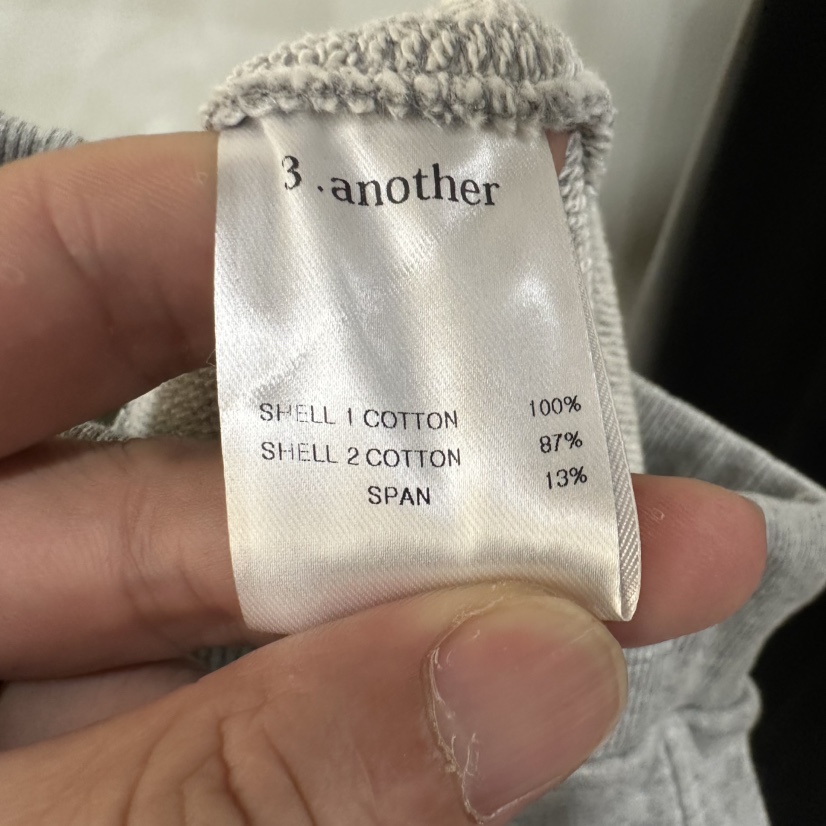 3.another
SHELL 1 COTTON 100%
SHELL 2 COTTON 87%
SPAN 13%